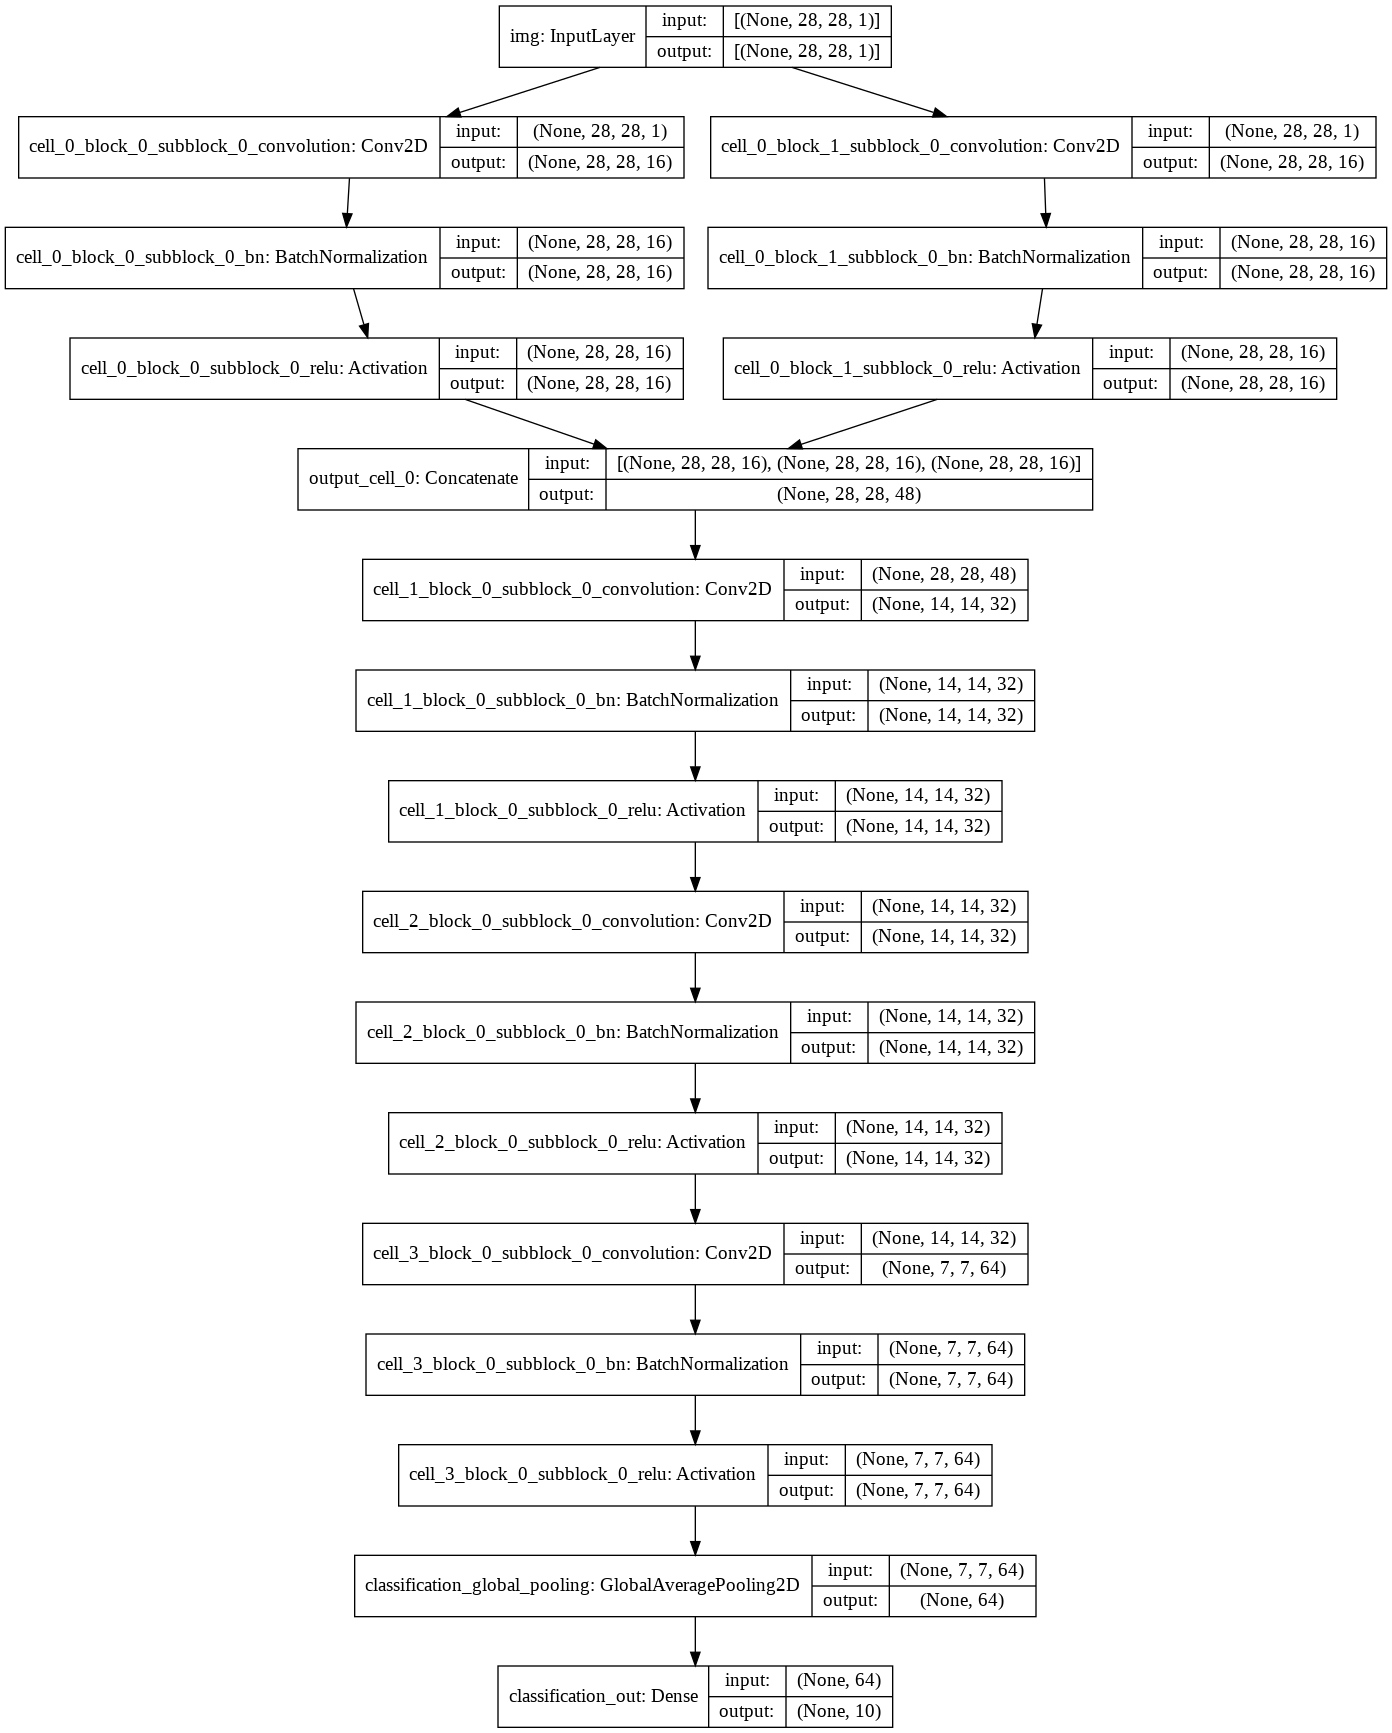 img: InputLayer
input: [(None, 28, 28, 1)]
output: [(None, 28, 28, 1)]
cell_0_block_0_subblock_0_convolution: Conv2D
input: (None, 28, 28, 1)
output: (None, 28, 28, 16)
cell_0_block_1_subblock_0_convolution: Conv2D
input: (None, 28, 28, 1)
output: (None, 28, 28, 16)
cell_0_block_0_subblock_0_bn: BatchNormalization
input: (None, 28, 28, 16)
output: (None, 28, 28, 16)
cell_0_block_1_subblock_0_bn: BatchNormalization
input: (None, 28, 28, 16)
output: (None, 28, 28, 16)
cell_0_block_0_subblock_0_relu: Activation
input: (None, 28, 28, 16)
output: (None, 28, 28, 16)
cell_0_block_1_subblock_0_relu: Activation
input: (None, 28, 28, 16)
output: (None, 28, 28, 16)
output_cell_0: Concatenate
input: [(None, 28, 28, 16), (None, 28, 28, 16), (None, 28, 28, 16)]
output: (None, 28, 28, 48)
cell_1_block_0_subblock_0_convolution: Conv2D
input: (None, 28, 28, 48)
output: (None, 14, 14, 32)
cell_1_block_0_subblock_0_bn: BatchNormalization
input: (None, 14, 14, 32)
output: (None, 14, 14, 32)
cell_1_block_0_subblock_0_relu: Activation
input: (None, 14, 14, 32)
output: (None, 14, 14, 32)
cell_2_block_0_subblock_0_convolution: Conv2D
input: (None, 14, 14, 32)
output: (None, 14, 14, 32)
cell_2_block_0_subblock_0_bn: BatchNormalization
input: (None, 14, 14, 32)
output: (None, 14, 14, 32)
cell_2_block_0_subblock_0_relu: Activation
input: (None, 14, 14, 32)
output: (None, 14, 14, 32)
cell_3_block_0_subblock_0_convolution: Conv2D
input: (None, 14, 14, 32)
output: (None, 7, 7, 64)
cell_3_block_0_subblock_0_bn: BatchNormalization
input: (None, 7, 7, 64)
output: (None, 7, 7, 64)
cell_3_block_0_subblock_0_relu: Activation
input: (None, 7, 7, 64)
output: (None, 7, 7, 64)
classification_global_pooling: GlobalAveragePooling2D
input: (None, 7, 7, 64)
output: (None, 64)
classification_out: Dense
input: (None, 64)
output: (None, 10)